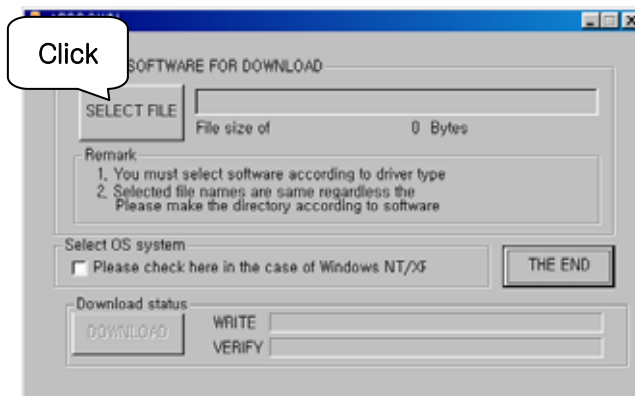 Click
SOFTWARE FOR DOWNLOAD
SELECT FILE
File size of 0 Bytes
Remark
1. You must select software according to driver type
2. Selected file names are same regardless the
Please make the directory according to software
Select OS system
Please check here in the case of Windows NT/XP
THE END
Download status
DOWNLOAD
WRITE
VERIFY